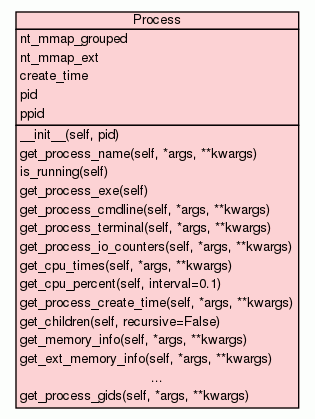 Process
nt_mmap_grouped
nt_mmap_ext
create_time
pid
ppid
__init__(self, pid)
get_process_name(self, *args, **kwargs)
is_running(self)
get_process_exe(self)
get_process_cmdline(self, *args, **kwargs)
get_process_terminal(self, *args, **kwargs)
get_process_io_counters(self, *args, **kwargs)
get_cpu_times(self, *args, **kwargs)
get_cpu_percent(self, interval=0.1)
get_process_create_time(self, *args, **kwargs)
get_children(self, recursive=False)
get_memory_info(self, *args, **kwargs)
get_ext_memory_info(self, *args, **kwargs)
...
get_process_gids(self, *args, **kwargs)